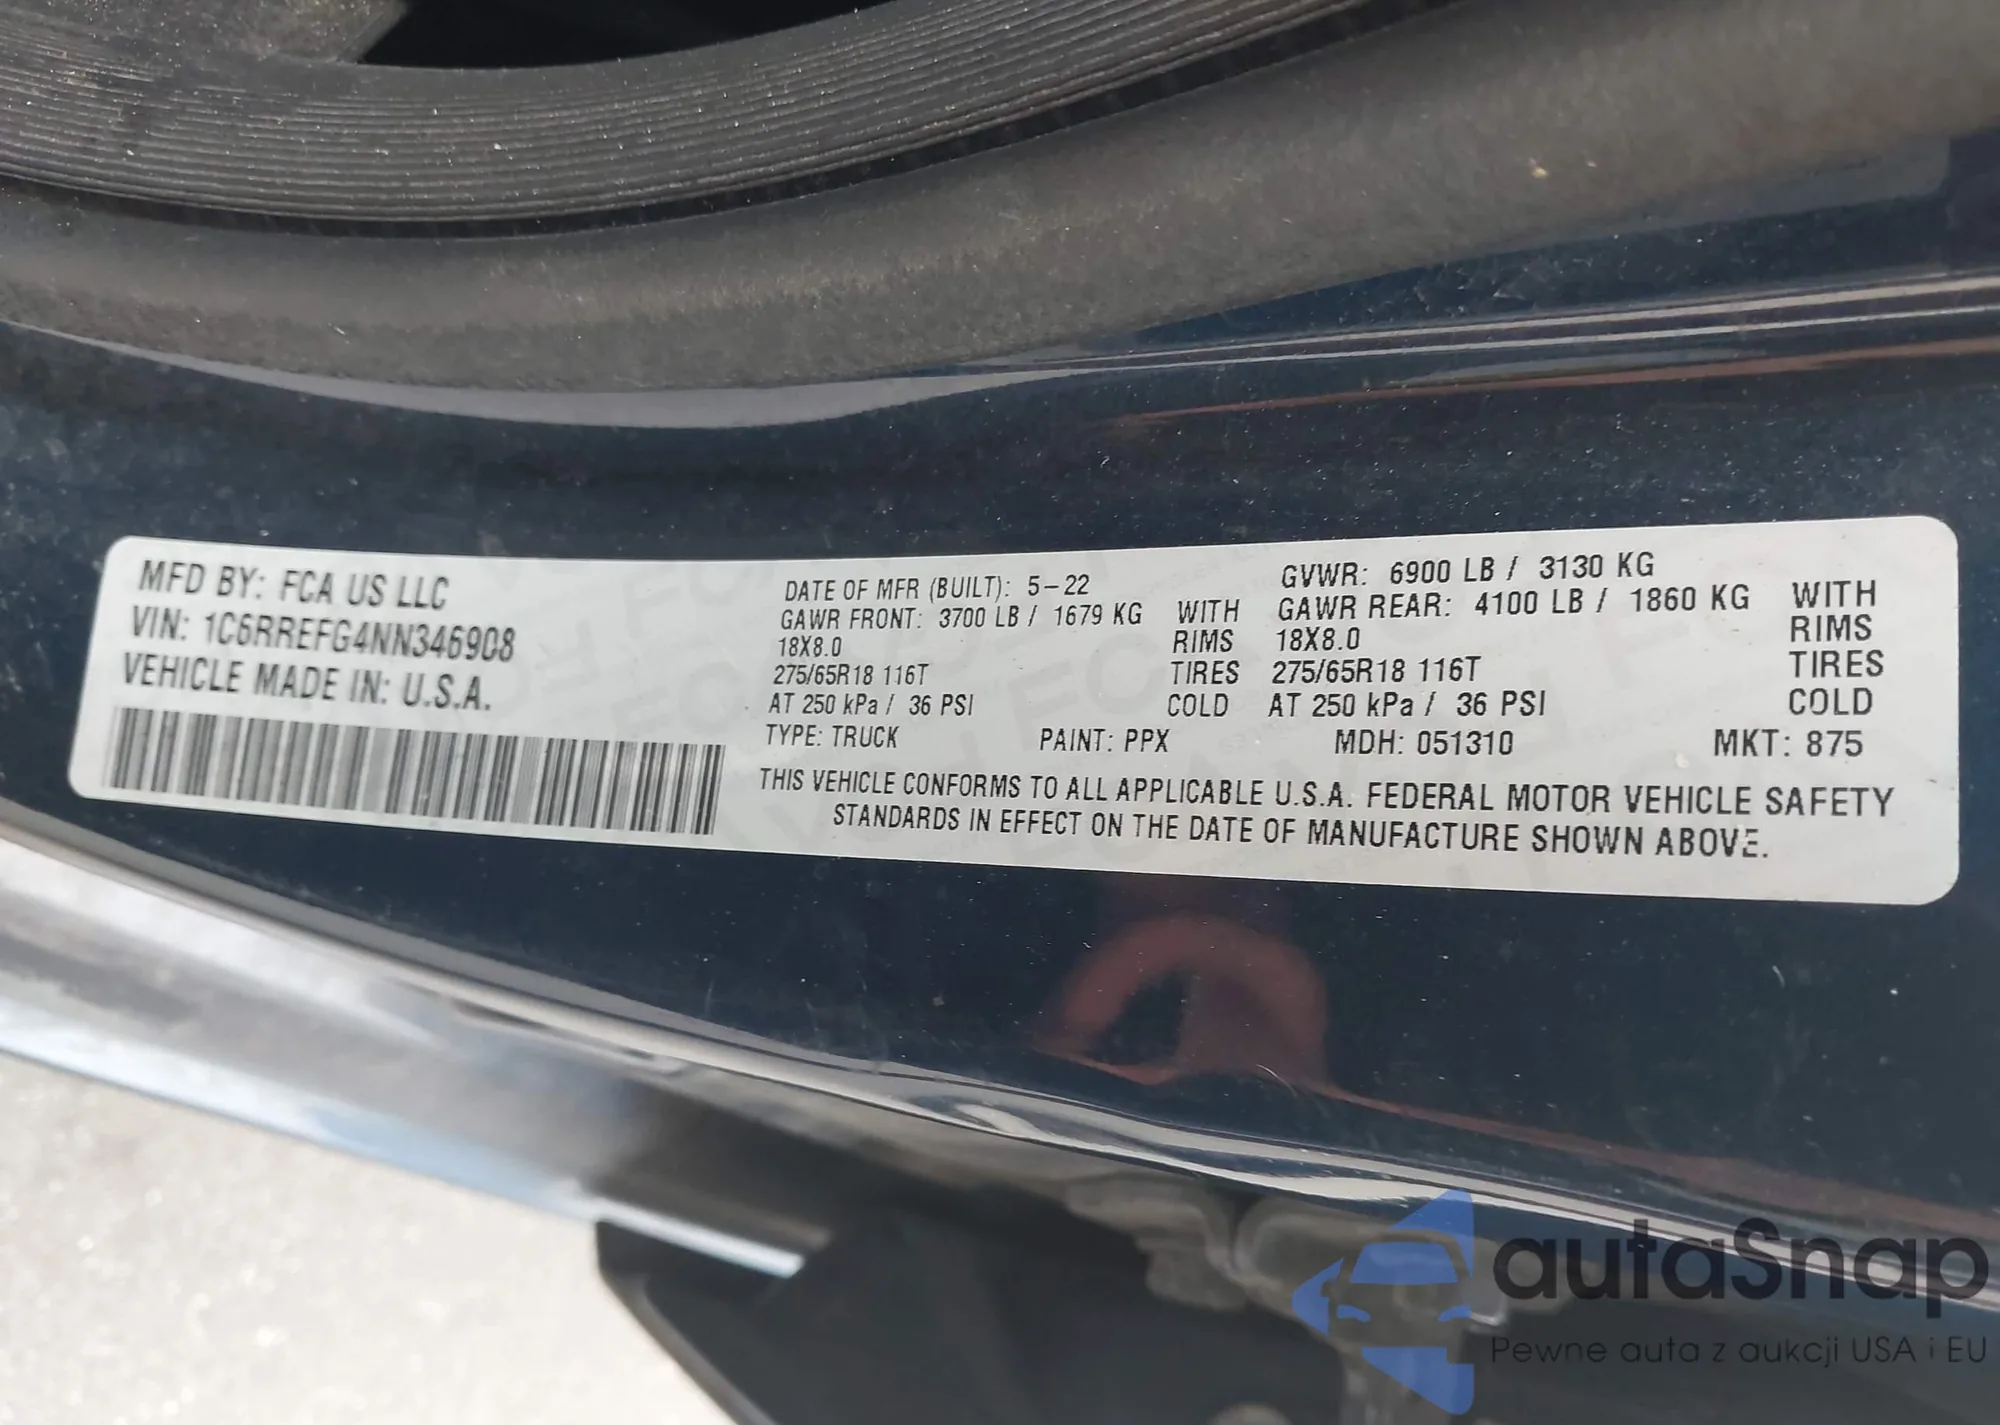 MFD BY: FCA US LLC
VIN: 1C6RREFG4NN346908
VEHICLE MADE IN: U.S.A.
DATE OF MFR (BUILT): 5-22
GVWR: 6900 LB / 3130 KG
GAWR FRONT: 3700 LB / 1679 KG WITH GAWR REAR: 4100 LB / 1860 KG WITH
18X8.0 RIMS 18X8.0 RIMS
275/65R18 116T TIRES 275/65R18 116T TIRES
AT 250 kPa / 36 PSI COLD AT 250 kPa / 36 PSI COLD
TYPE: TRUCK PAINT: PPX MDH: 051310 MKT: 875
THIS VEHICLE CONFORMS TO ALL APPLICABLE U.S.A. FEDERAL MOTOR VEHICLE SAFETY
STANDARDS IN EFFECT ON THE DATE OF MANUFACTURE SHOWN ABOVE.
autaSnap
Pewne auta z aukcji USA i EU